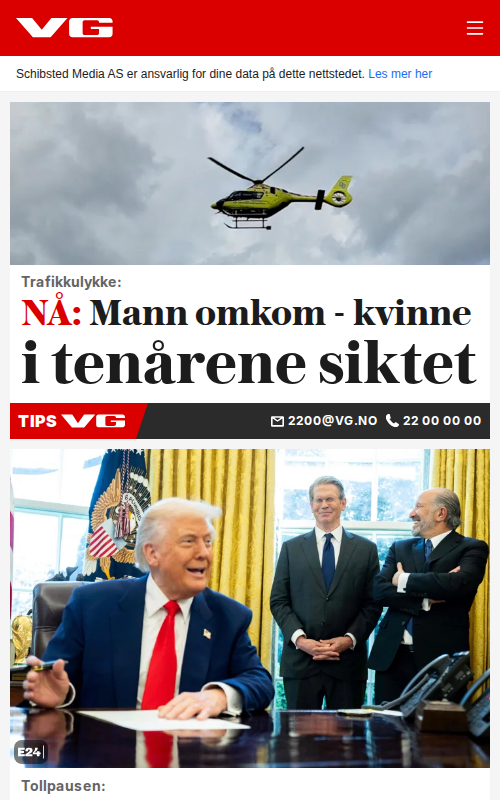 VG
Schibsted Media AS er ansvarlig for dine data på dette nettstedet. Les mer her
Trafikkulykke:
NÅ: Mann omkom - kvinne
i tenårene siktet
TIPS VG 2200@VG.NO 22 00 00 00
E24
Tollpausen: